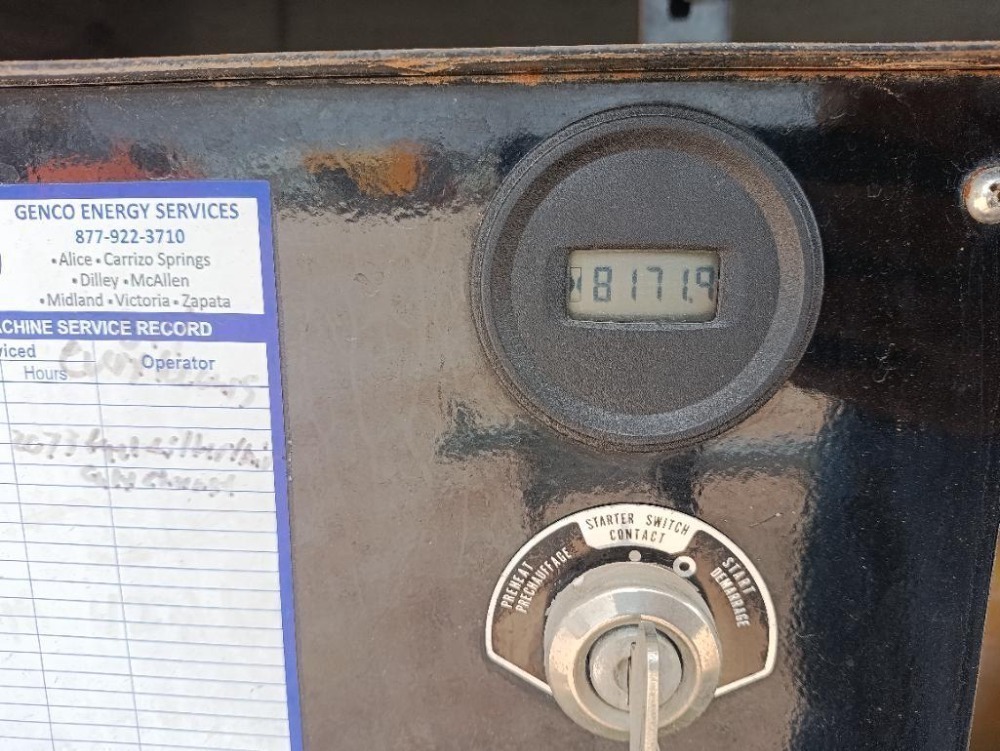 GENCO ENERGY SERVICES
877-922-3710
•Alice •Carrizo Springs
•Dilley •McAllen
•Midland •Victoria •Zapata
ACHINE SERVICE RECORD
viced
Hours
Operator
8171.9
STARTER SWITCH
CONTACT
PREHEAT
PRECHAUFFAGE
START
DEMARRAGE